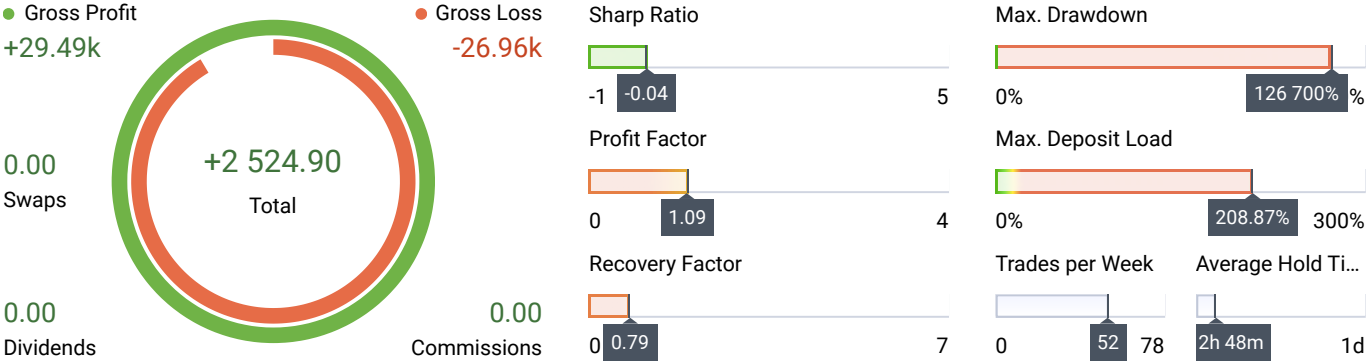 Gross Profit
+29.49k
Gross Loss
-26.96k
+2 524.90
Total
0.00
Swaps
0.00
Dividends
0.00
Commissions
Sharp Ratio
-1
-0.04
5
Profit Factor
0
1.09
4
Recovery Factor
0
0.79
7
Max. Drawdown
0%
126 700%
%
Max. Deposit Load
0%
208.87%
300%
Trades per Week
0
52
78
Average Hold Ti...
2h 48m
1d